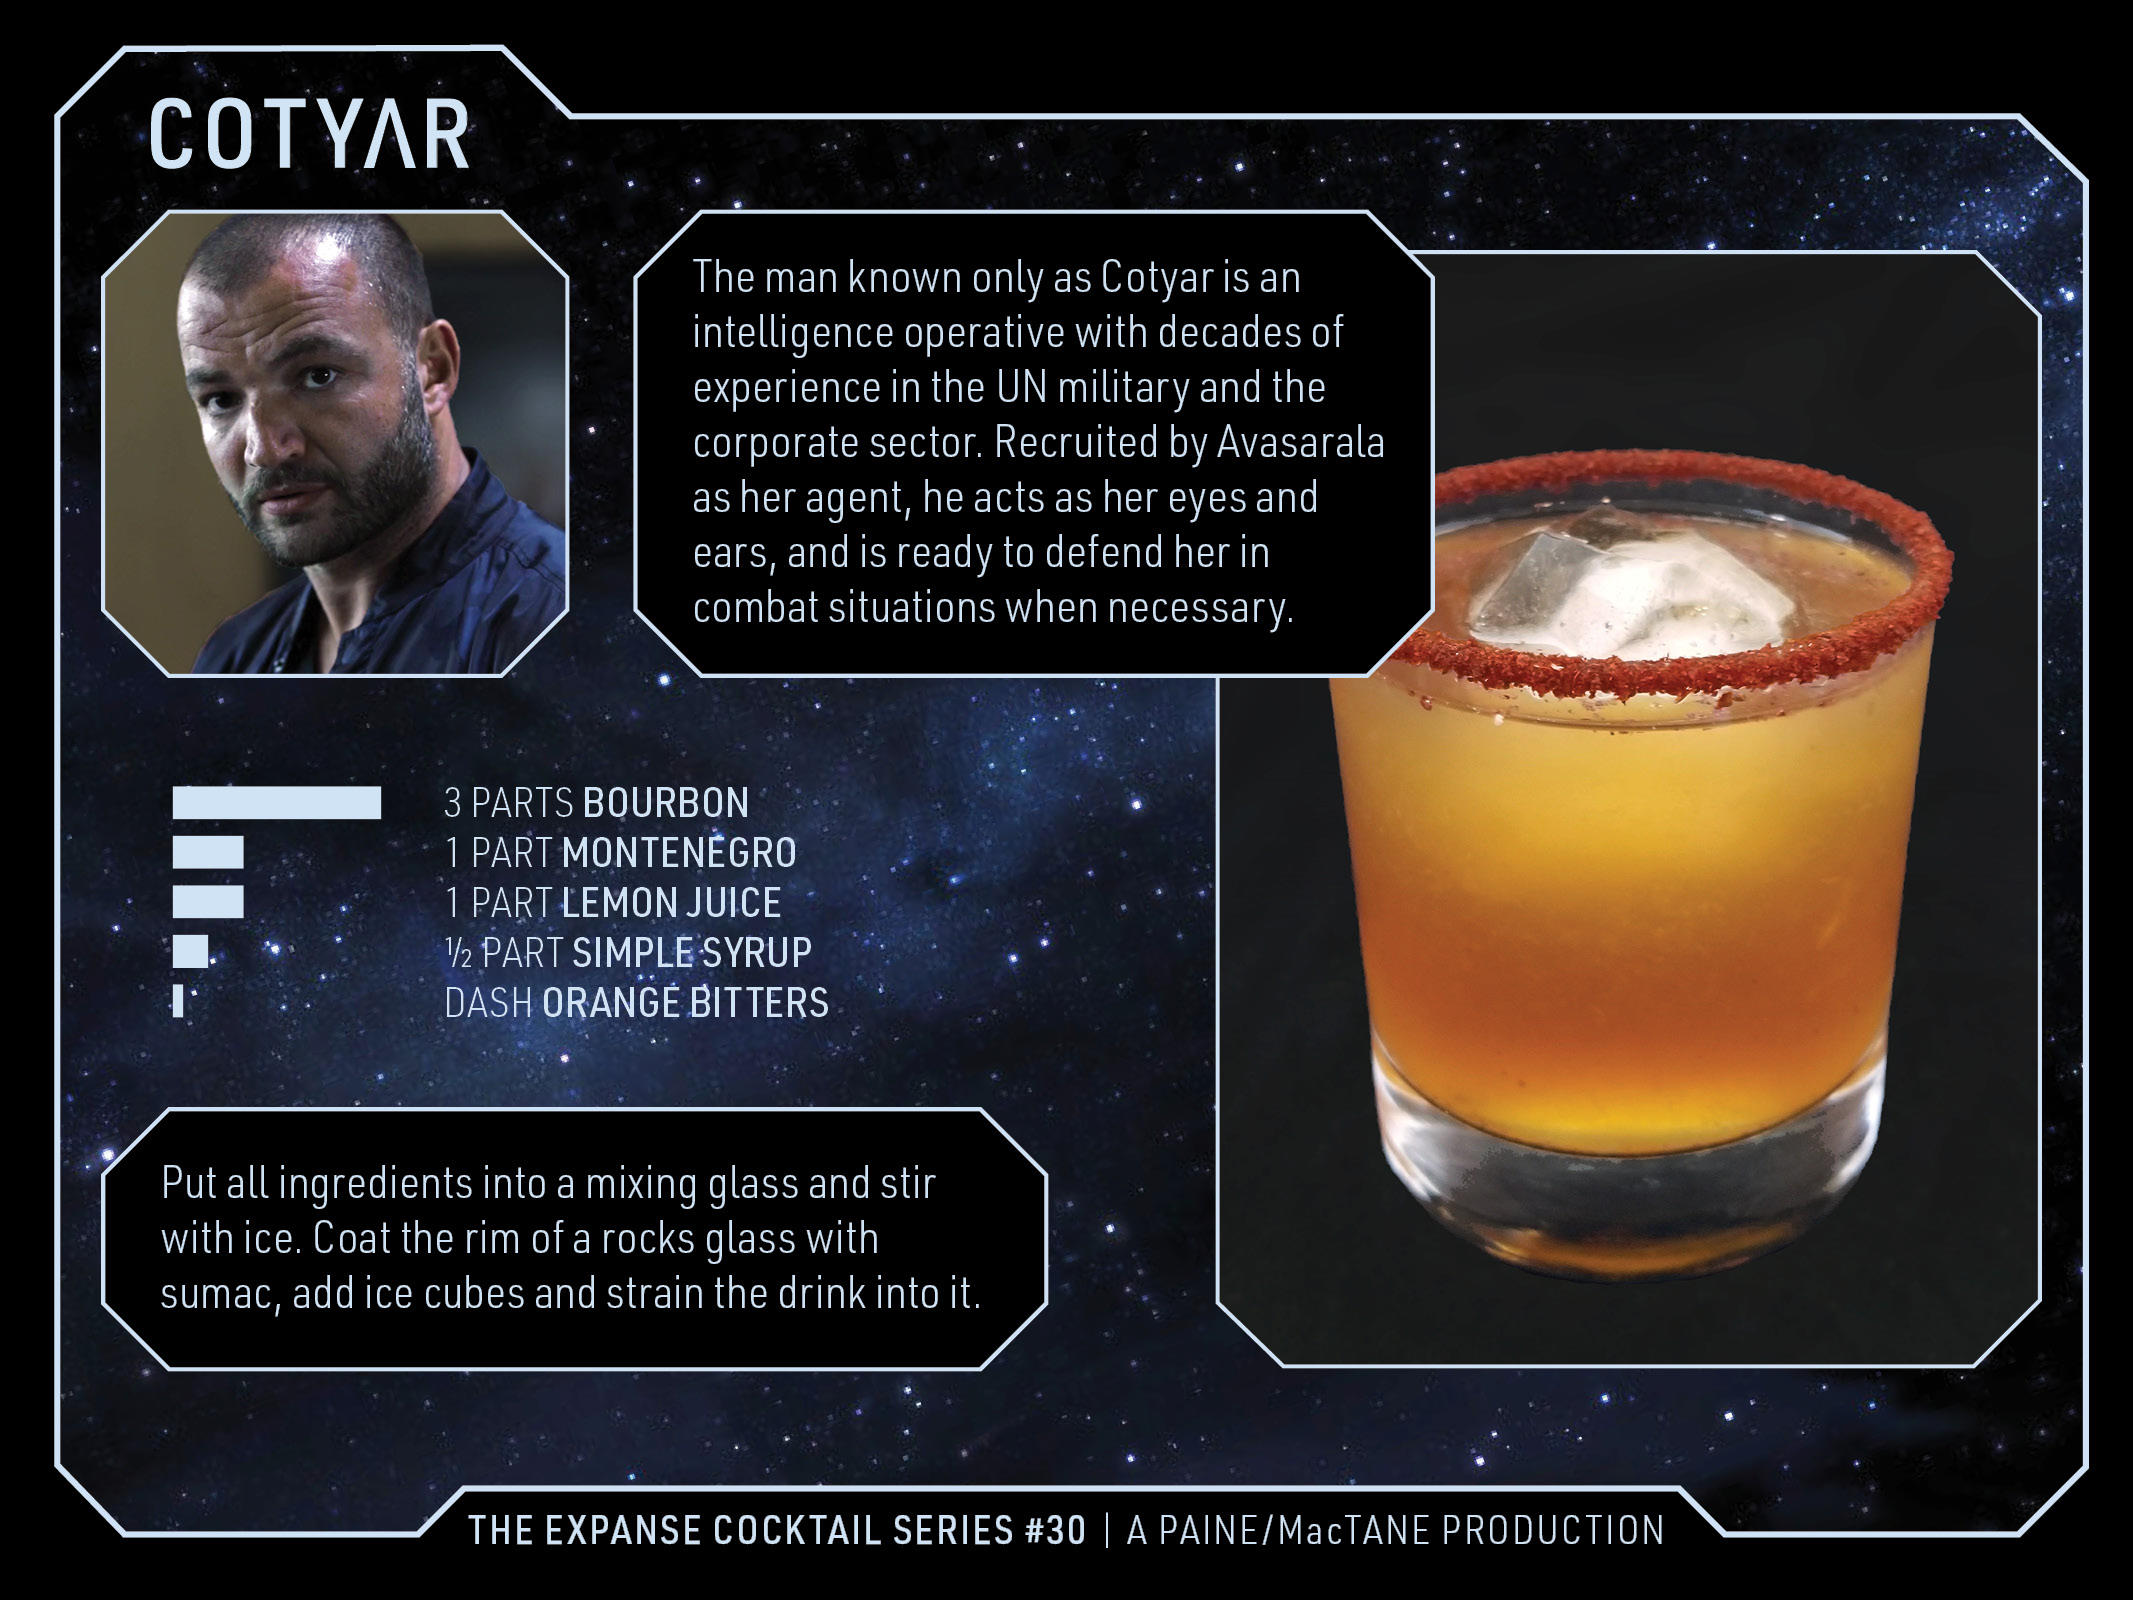 COTYAR
The man known only as Cotyar is an
intelligence operative with decades of
experience in the UN military and the
corporate sector. Recruited by Avasarala
as her agent, he acts as her eyes and
ears, and is ready to defend her in
combat situations when necessary.
3 PARTS BOURBON
1 PART MONTENEGRO
1 PART LEMON JUICE
½ PART SIMPLE SYRUP
DASH ORANGE BITTERS
Put all ingredients into a mixing glass and stir
with ice. Coat the rim of a rocks glass with
sumac, add ice cubes and strain the drink into it.
THE EXPANSE COCKTAIL SERIES #30 | A PAINE/MacTANE PRODUCTION